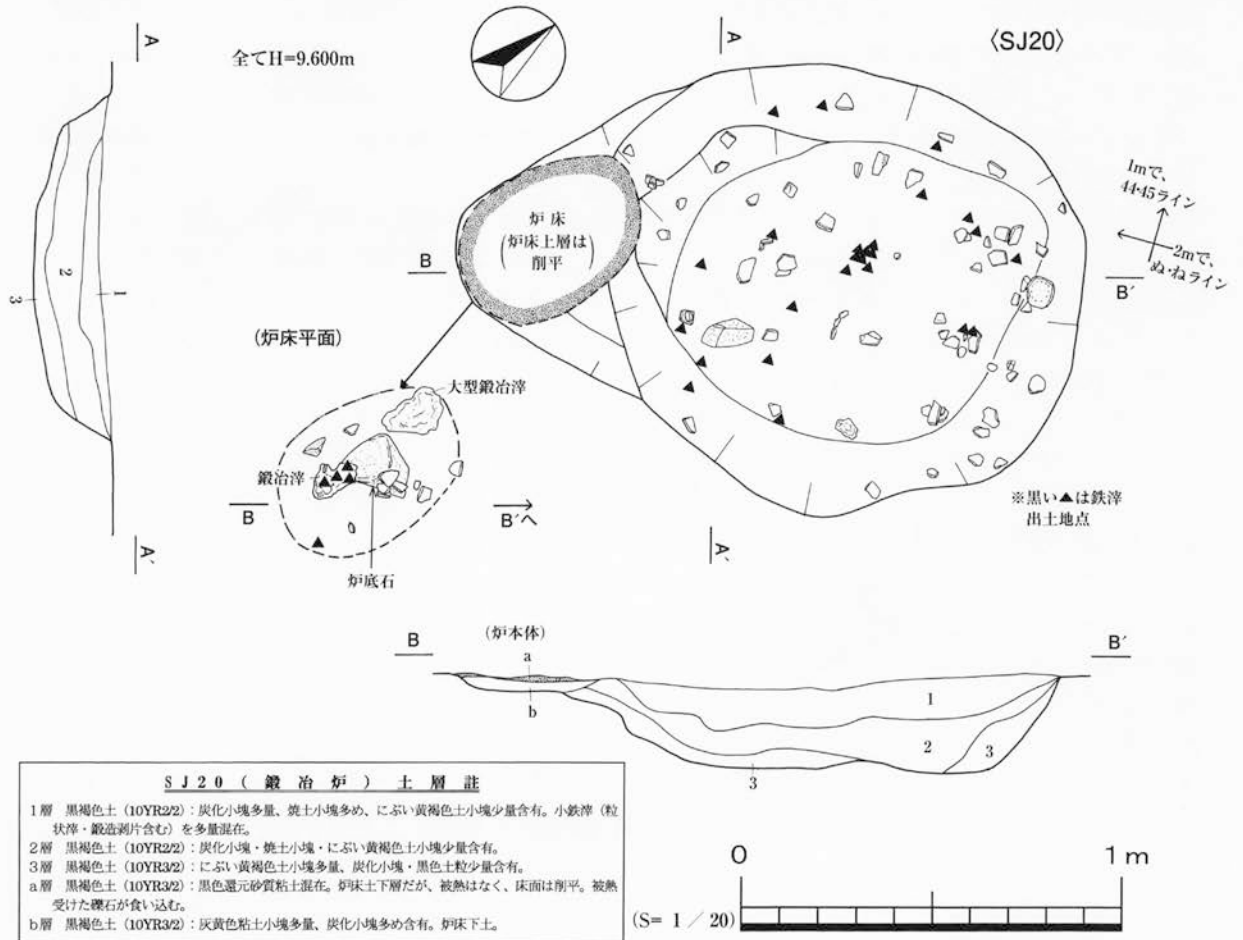 A
全てH=9.600m
A
〈SJ20〉
1mで、
44·45ライン
2mで、
ぬ·ねライン
炉床
(炉床上層は
削平)
B
B′
2
3
1
(炉床平面)
大型鍛冶滓
鍛冶滓
B
B′へ
※黒い▲は鉄滓
出土地点
A′
A′
炉底石
B
(炉本体)
B′
a
b
1
2
3
3
SJ20(鍛冶炉)土層註
1層 黒褐色土(10YR2/2):炭化小塊多量、焼土小塊多め、にぶい黄褐色土小塊少量含有。小鉄滓(粒
状滓・鍛造剥片含む)を多量混在。
2層 黒褐色土(10YR2/2):炭化小塊・焼土小塊・にぶい黄褐色土小塊少量含有。
3層 黒褐色土(10YR3/2):にぶい黄褐色土小塊多量、炭化小塊・黒色土粒少量含有。
a層 黒褐色土(10YR3/2):黒色還元砂質粘土混在。炉床土下層だが、被熱はなく、床面は削平。被熱
受けた礫石が食い込む。
b層 黒褐色土(10YR3/2):灰黄色粘土小塊多量、炭化小塊多め含有。炉床下土。
0
1m
(S= 1 / 20)